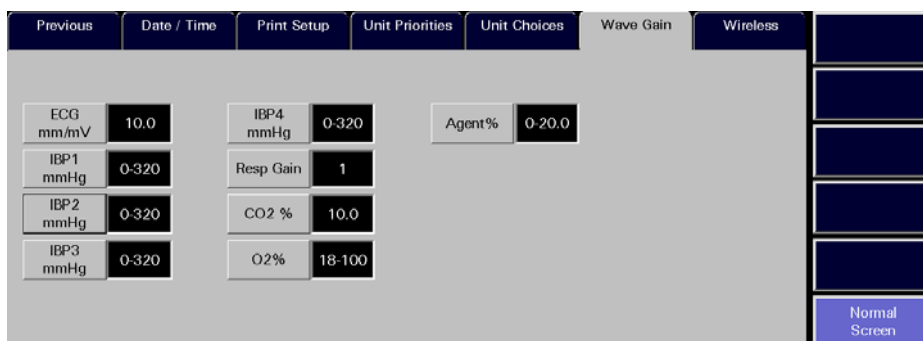 Previous
Date / Time
Print Setup
Unit Priorities
Unit Choices
Wave Gain
Wireless
ECG
mm/mV
10.0
IBP1
mmHg
0-320
IBP2
mmHg
0-320
IBP3
mmHg
0-320
IBP4
mmHg
0-320
Resp Gain
1
CO2 %
10.0
O2%
18-100
Agent%
0-20.0
Normal
Screen